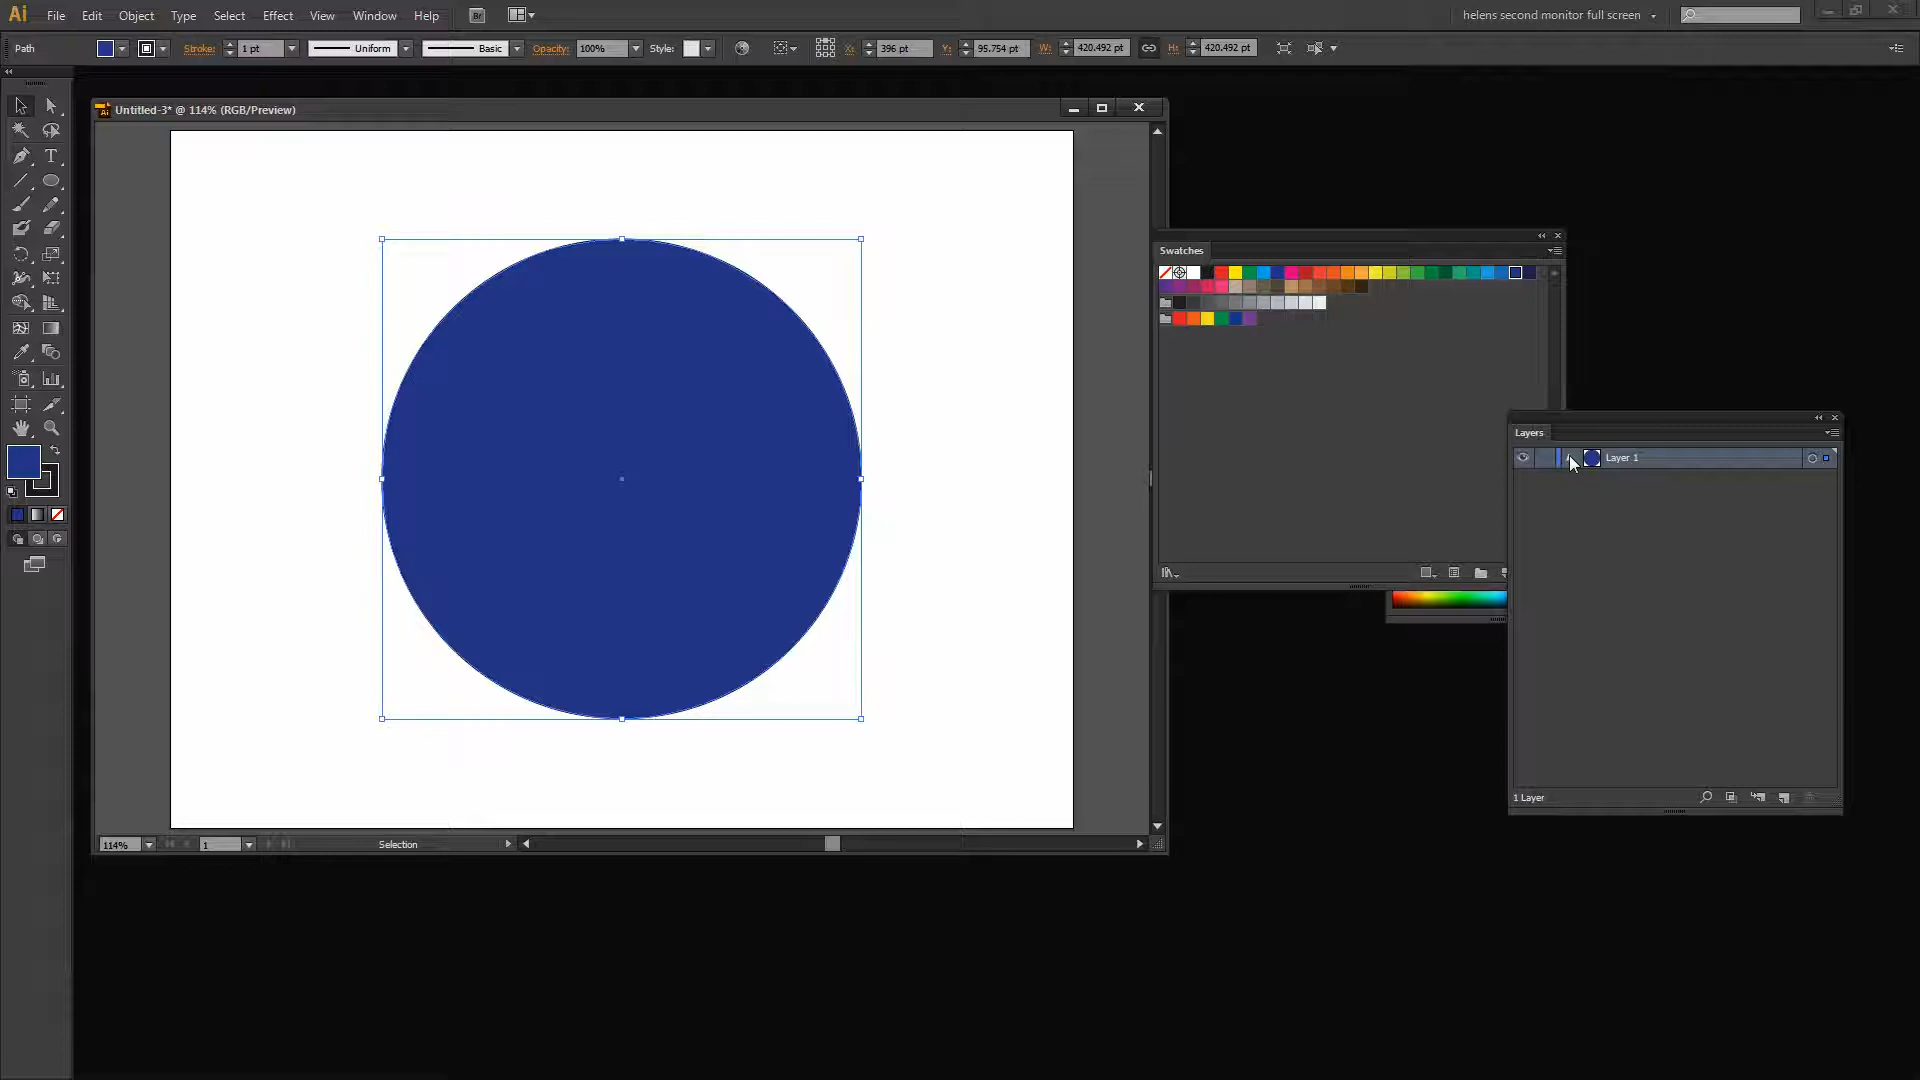 Ai File Edit Object Type Select Effect View Window Help Br helens second monitor full screen
Path Stroke: 1 pt Uniform Basic Opacity: 100% Style: X: 396 pt Y: 95.754 pt W: 420.492 pt H: 420.492 pt
Untitled-3* @ 114% (RGB/Preview)
Swatches
Layers
Layer 1
1 Layer
114% 1 Selection